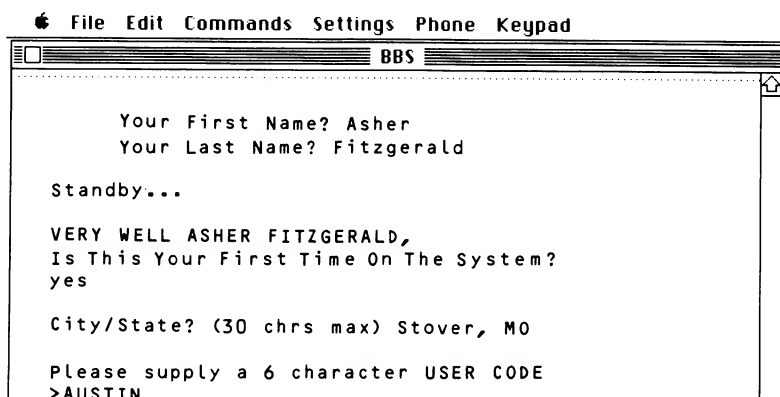 File Edit Commands Settings Phone Keypad
BBS
Your First Name? Asher
Your Last Name? Fitzgerald
Standby...
VERY WELL ASHER FITZGERALD,
Is This Your First Time On The System?
yes
City/State? (30 chrs max) Stover, MO
Please supply a 6 character USER CODE
>AUSTIN